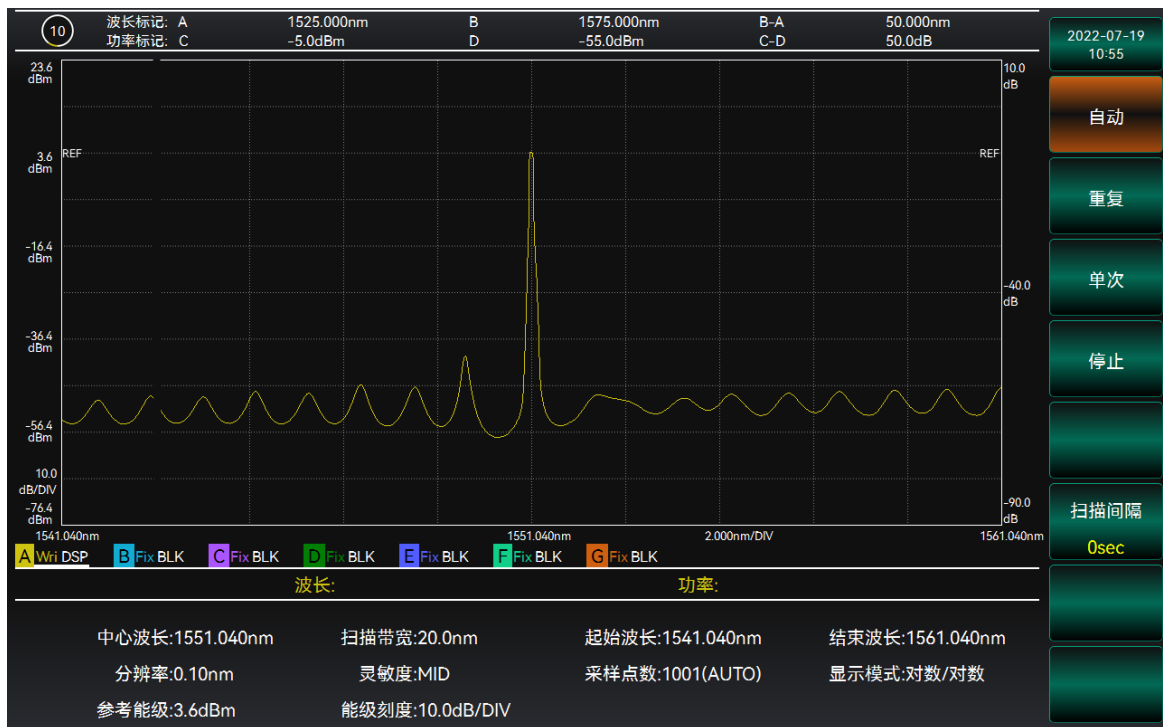 10
波长标记: A 1525.000nm B 1575.000nm B-A 50.000nm
功率标记: C -5.0dBm D -55.0dBm C-D 50.0dB
2022-07-19
10:55
自动
重复
单次
停止
扫描间隔
0sec
23.6
dBm
10.0
dB
3.6
dBm
REF REF
-16.4
dBm
-40.0
dB
-36.4
dBm
-56.4
dBm
10.0
dB/DIV
-76.4
dBm
-90.0
dB
1541.040nm 1551.040nm 2.000nm/DIV 1561.040nm
A Wri DSP B Fix BLK C Fix BLK D Fix BLK E Fix BLK F Fix BLK G Fix BLK
波长: 功率:
中心波长:1551.040nm 扫描带宽:20.0nm 起始波长:1541.040nm 结束波长:1561.040nm
分辨率:0.10nm 灵敏度:MID 采样点数:1001(AUTO) 显示模式:对数/对数
参考能级:3.6dBm 能级刻度:10.0dB/DIV